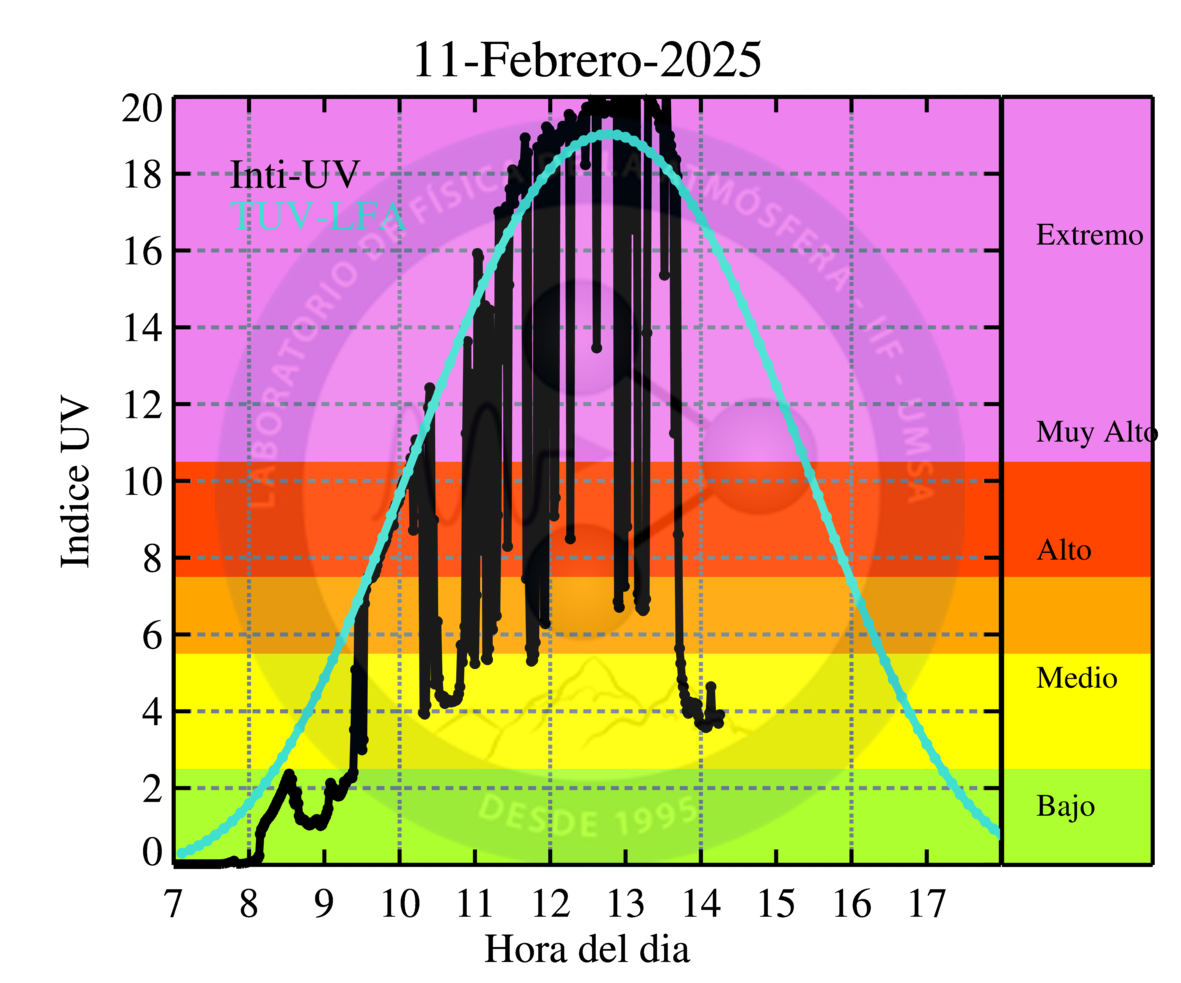 11-Febrero-2025
Inti-UV
TUV-LFA
LABORATORIO DE FÍSICA DE LA ATMÓSFERA - IIF - UMSA
DESDE 1995
Indice UV
20
18
16
14
12
10
8
6
4
2
0
Extremo
Muy Alto
Alto
Medio
Bajo
7 8 9 10 11 12 13 14 15 16 17
Hora del dia